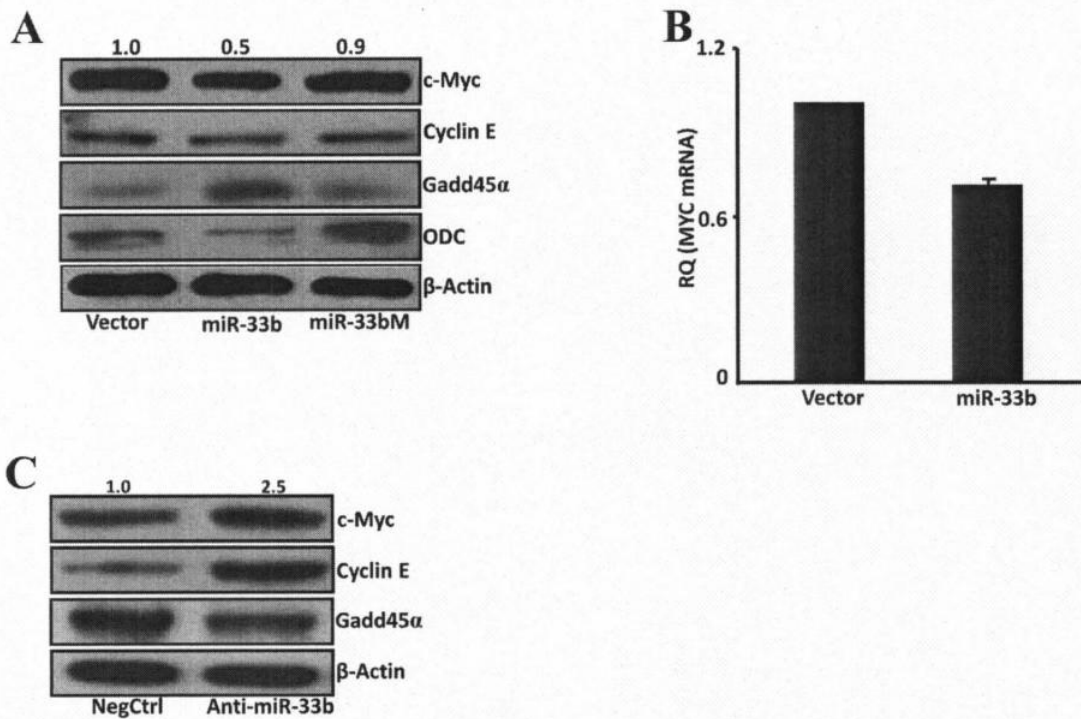 A
1.0 0.5 0.9
c-Myc
Cyclin E
Gadd45α
ODC
β-Actin
Vector miR-33b miR-33bM
B
1.2
0.6
0
RQ (MYC mRNA)
Vector miR-33b
C
1.0 2.5
c-Myc
Cyclin E
Gadd45α
β-Actin
NegCtrl Anti-miR-33b